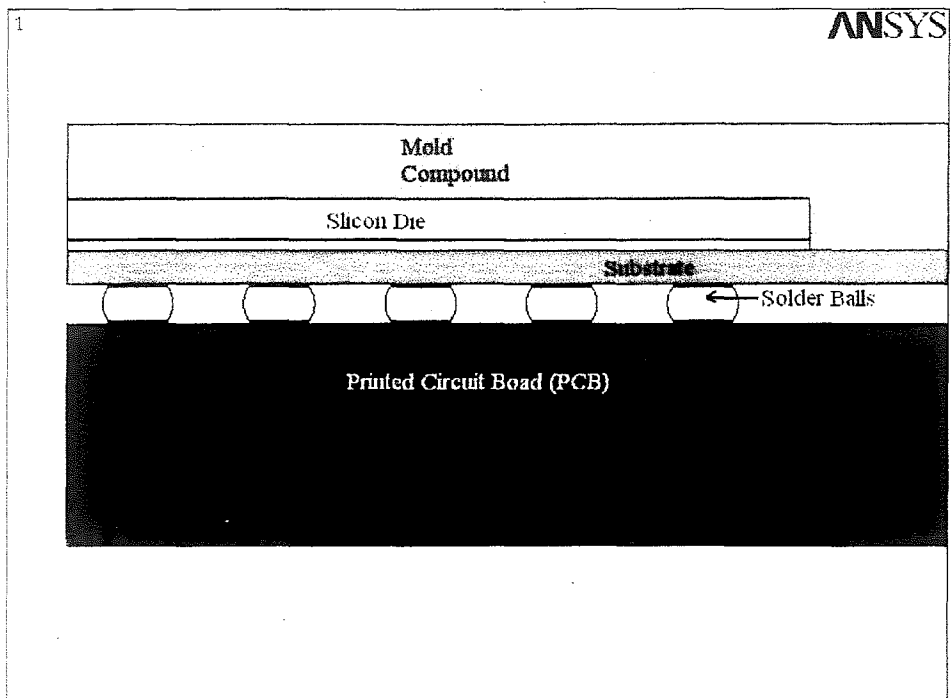 1
ANSYS
Mold
Compound
Slicon Die
Substrate
Solder Balls
Printed Circuit Boad (PCB)